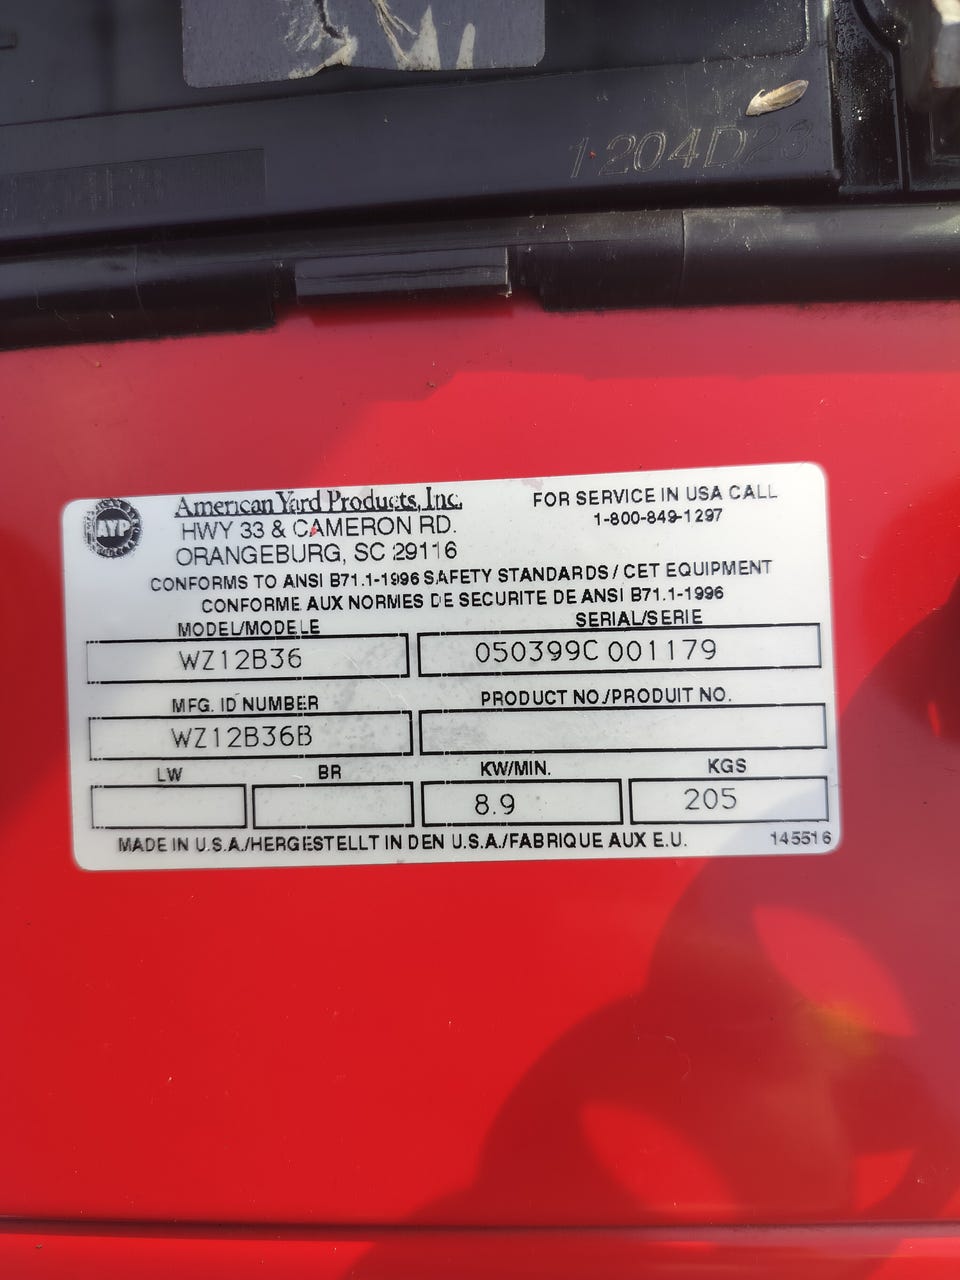 1204D23
AYP
American Yard Products, Inc.
HWY 33 & CAMERON RD.
ORANGEBURG, SC 29116
FOR SERVICE IN USA CALL
1-800-849-1297
CONFORMS TO ANSI B71.1-1996 SAFETY STANDARDS / CET EQUIPMENT
CONFORME AUX NORMES DE SECURITE DE ANSI B71.1-1996
MODEL/MODELE
SERIAL/SERIE
WZ12B36
050399C 001179
MFG. ID NUMBER
PRODUCT NO./PRODUIT NO.
WZ12B36B
LW
BR
KW/MIN.
KGS
8.9
205
MADE IN U.S.A./HERGESTELLT IN DEN U.S.A./FABRIQUE AUX E.U.
145516